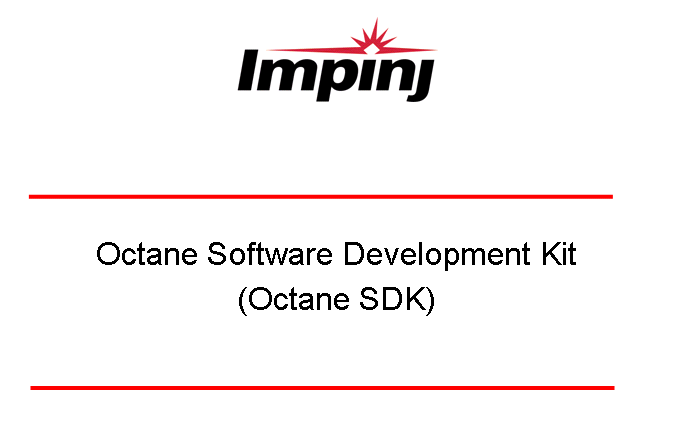 Impinj
Octane Software Development Kit
(Octane SDK)